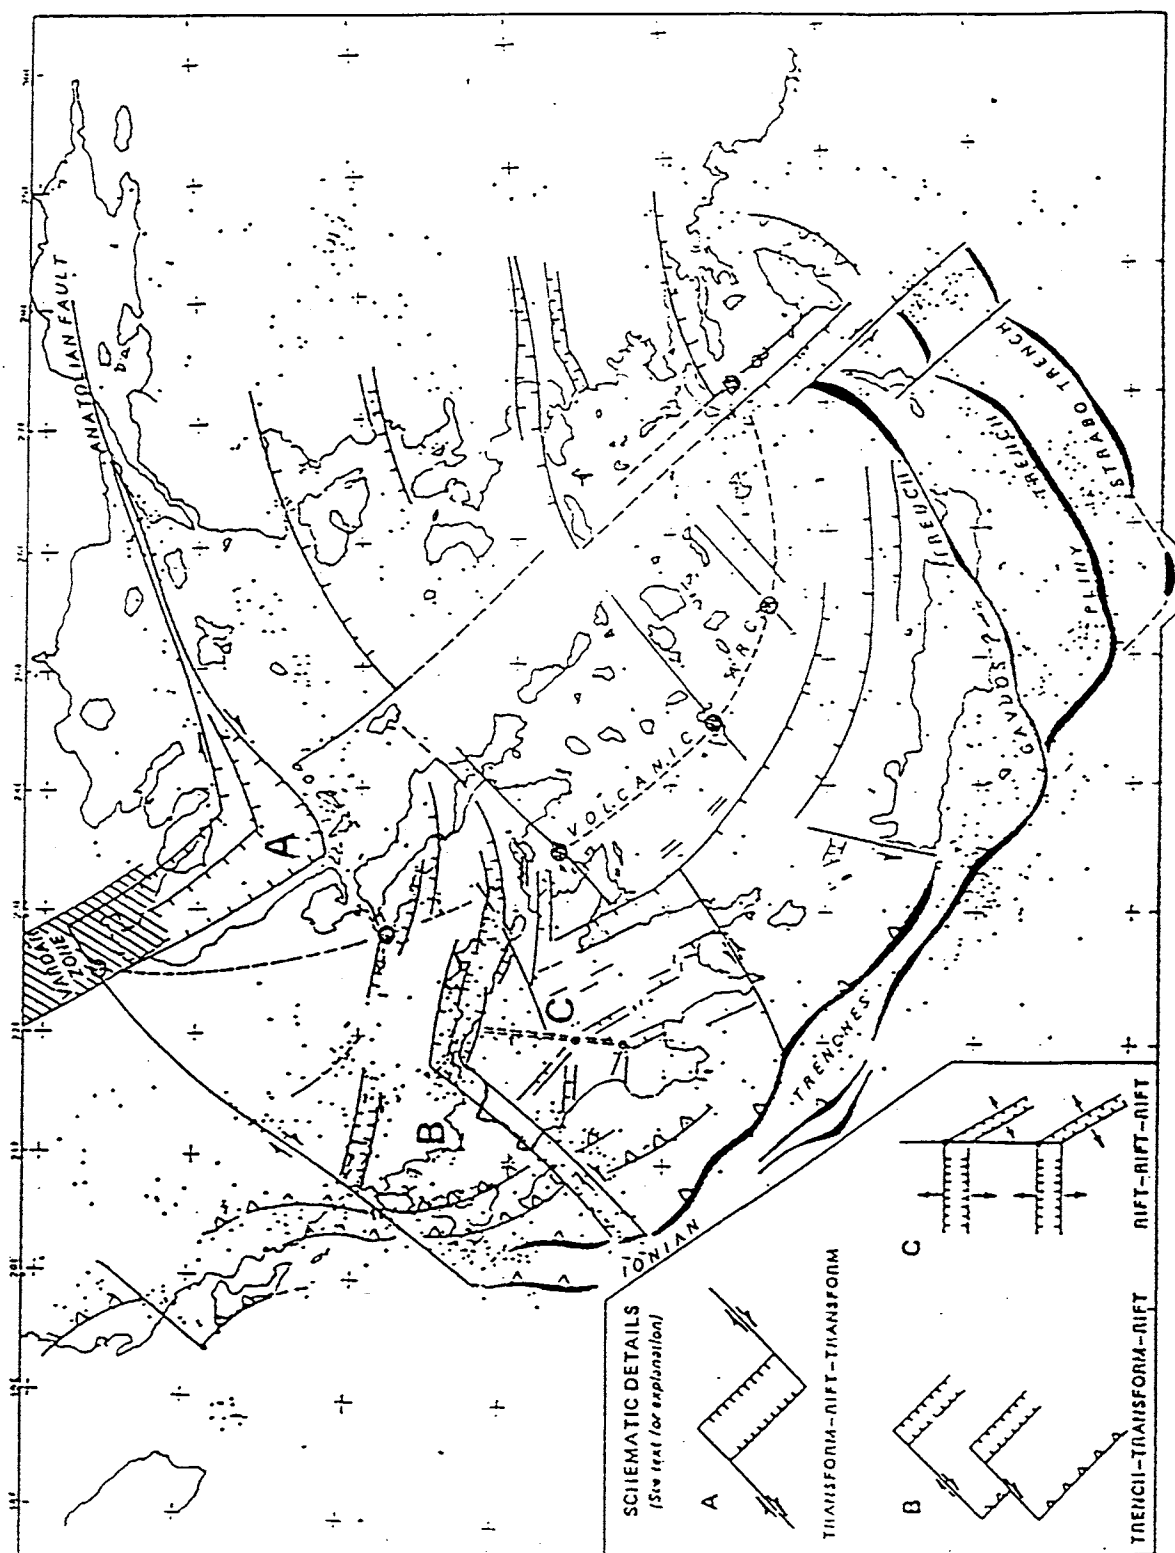 ANATOLIAN FAULT
VARDAR
ZONE
A
B
C
VOLCANIC
ARC
STRABO TRENCH
PLINY
TRENCH
GAVDOS ?
TRENCH
IONIAN
TRENCHES
SCHEMATIC DETAILS
(See text for explanation)
A
TRANSFORM-RIFT-TRANSFORM
B
TRENCH-TRANSFORM-RIFT
C
RIFT-RIFT-RIFT